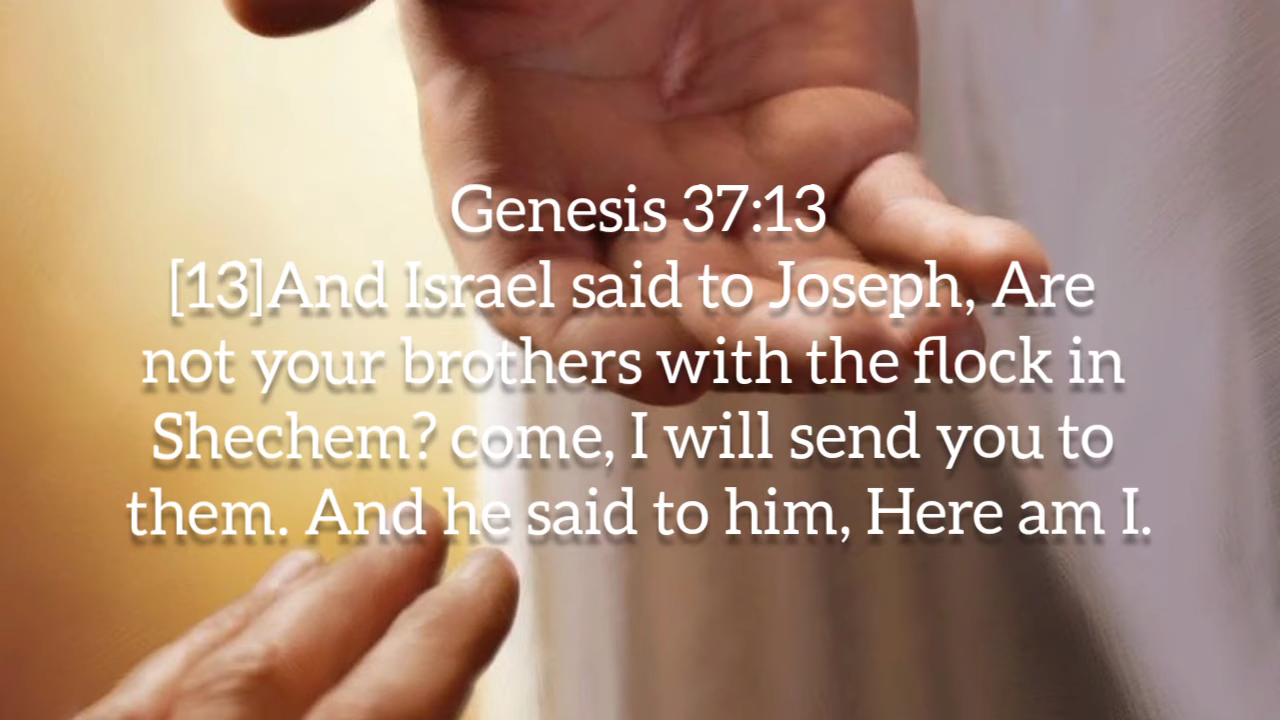 Genesis 37:13
[13]And Israel said to Joseph, Are
not your brothers with the flock in
Shechem? come, I will send you to
them. And he said to him, Here am I.